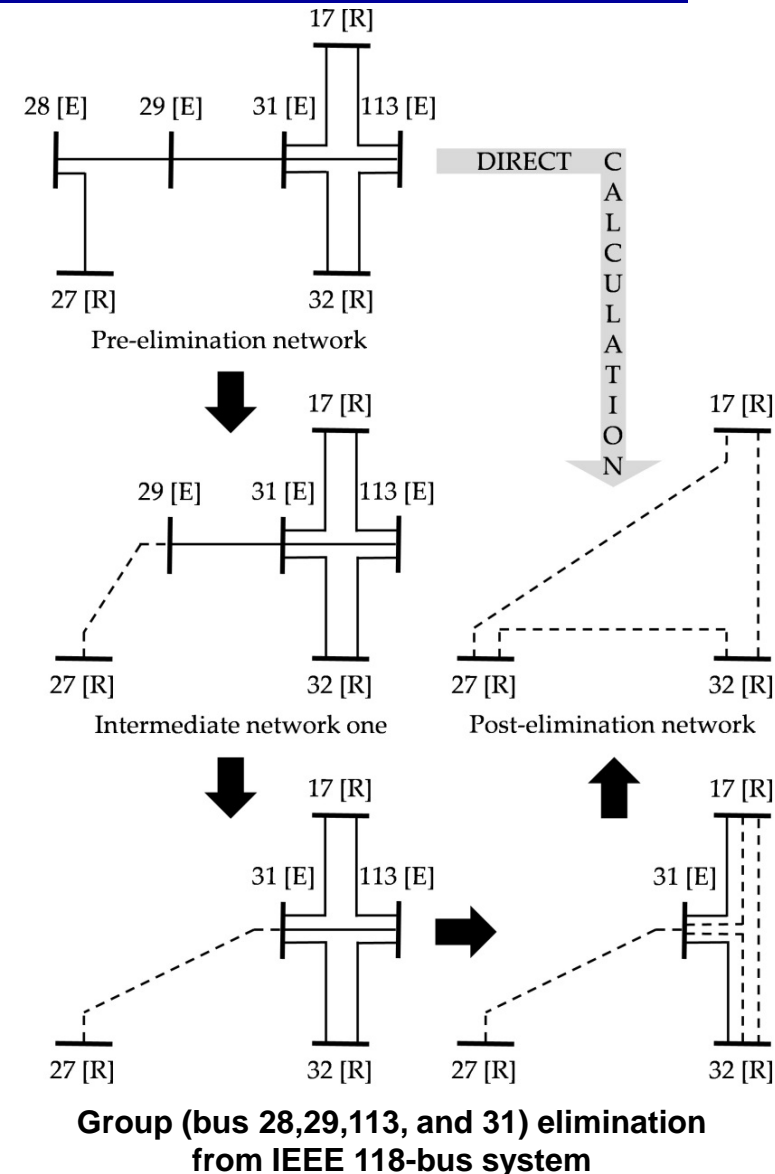 17 [R]
28 [E]
29 [E]
31 [E]
113 [E]
27 [R]
32 [R]
Pre-elimination network
DIRECT
CALCULATION
17 [R]
29 [E]
31 [E]
113 [E]
27 [R]
32 [R]
Intermediate network one
17 [R]
27 [R]
32 [R]
Post-elimination network
17 [R]
31 [E]
113 [E]
27 [R]
32 [R]
17 [R]
31 [E]
27 [R]
32 [R]
Group (bus 28,29,113, and 31) elimination
from IEEE 118-bus system